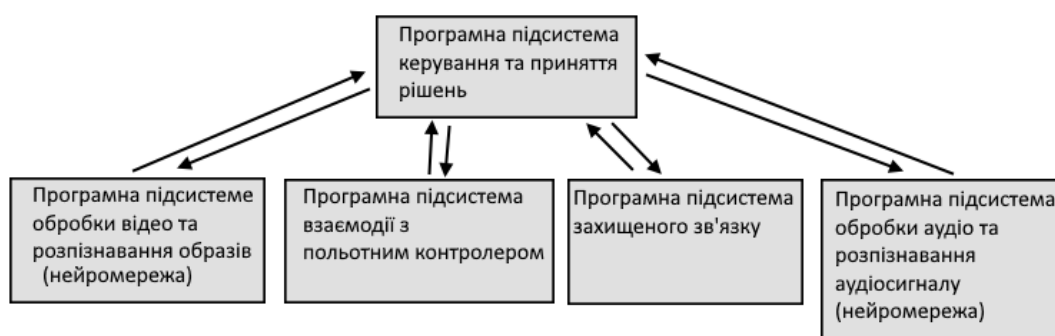 Програмна підсистема
керування та приняття
рішень
Програмна підсистеме
обробки відео та
розпізнавання образів
(нейромережа)
Програмна підсистема
взаємодії з
польотним контролером
Програмна підсистема
захищеного зв'язку
Програмна підсистема
обробки аудіо та
розпізнавання
аудіосигналу
(нейромережа)